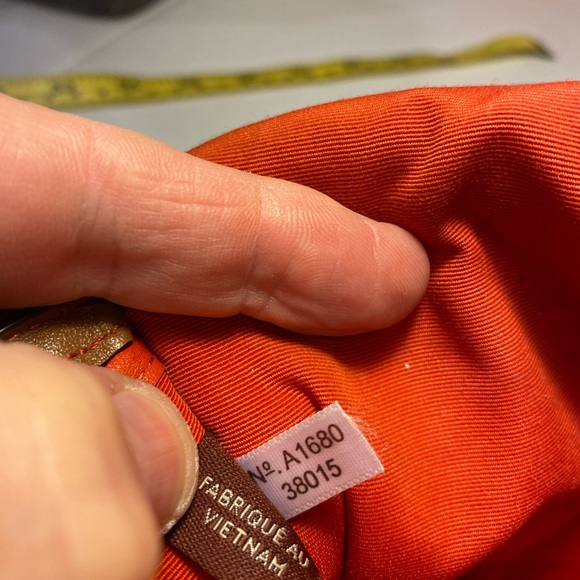 Nº. A1680
38015
FABRIQUE AU
VIETNAM